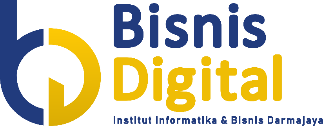 Bisnis
Digital
Institut Informatika & Bisnis Darmajaya